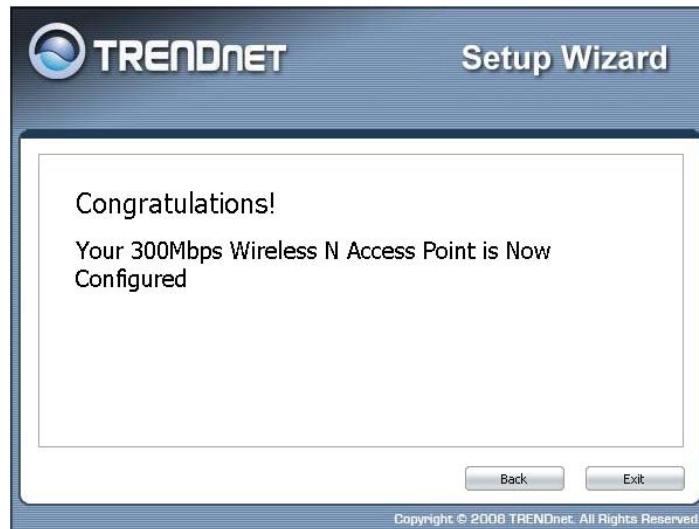 TRENDnet
Setup Wizard
Congratulations!
Your 300Mbps Wireless N Access Point is Now
Configured
Back
Exit
Copyright © 2008 TRENDnet. All Rights Reserved